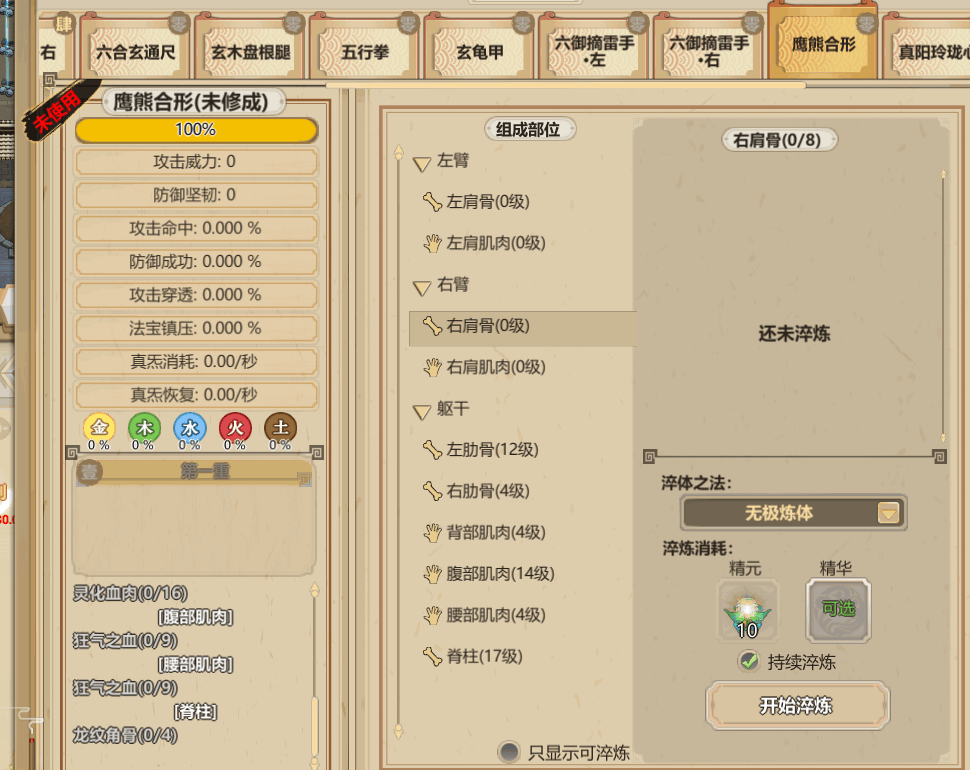 肆
零
零
零
零
零
零
零
右
六合玄通尺
玄木盘根腿
五行拳
玄龟甲
六御摘雷手
·左
六御摘雷手
·右
鹰熊合形
真阳玲珑心
未使用
鹰熊合形(未修成)
100%
攻击威力: 0
防御坚韧: 0
攻击命中: 0.000 %
防御成功: 0.000 %
攻击穿透: 0.000 %
法宝镇压: 0.000 %
真炁消耗: 0.00/秒
真炁恢复: 0.00/秒
金 木 水 火 土
0 % 0 % 0 % 0 % 0 %
壹 第一重
灵化血肉(0/16)
[腹部肌肉]
狂气之血(0/9)
[腰部肌肉]
狂气之血(0/9)
[脊柱]
龙纹角骨(0/4)
组成部位
左臂
左肩骨(0级)
左肩肌肉(0级)
右臂
右肩骨(0级)
右肩肌肉(0级)
躯干
左肋骨(12级)
右肋骨(4级)
背部肌肉(4级)
腹部肌肉(14级)
腰部肌肉(4级)
脊柱(17级)
只显示可淬炼
右肩骨(0/8)
还未淬炼
淬体之法:
无极炼体
淬炼消耗:
精元 精华
10 可选
持续淬炼
开始淬炼